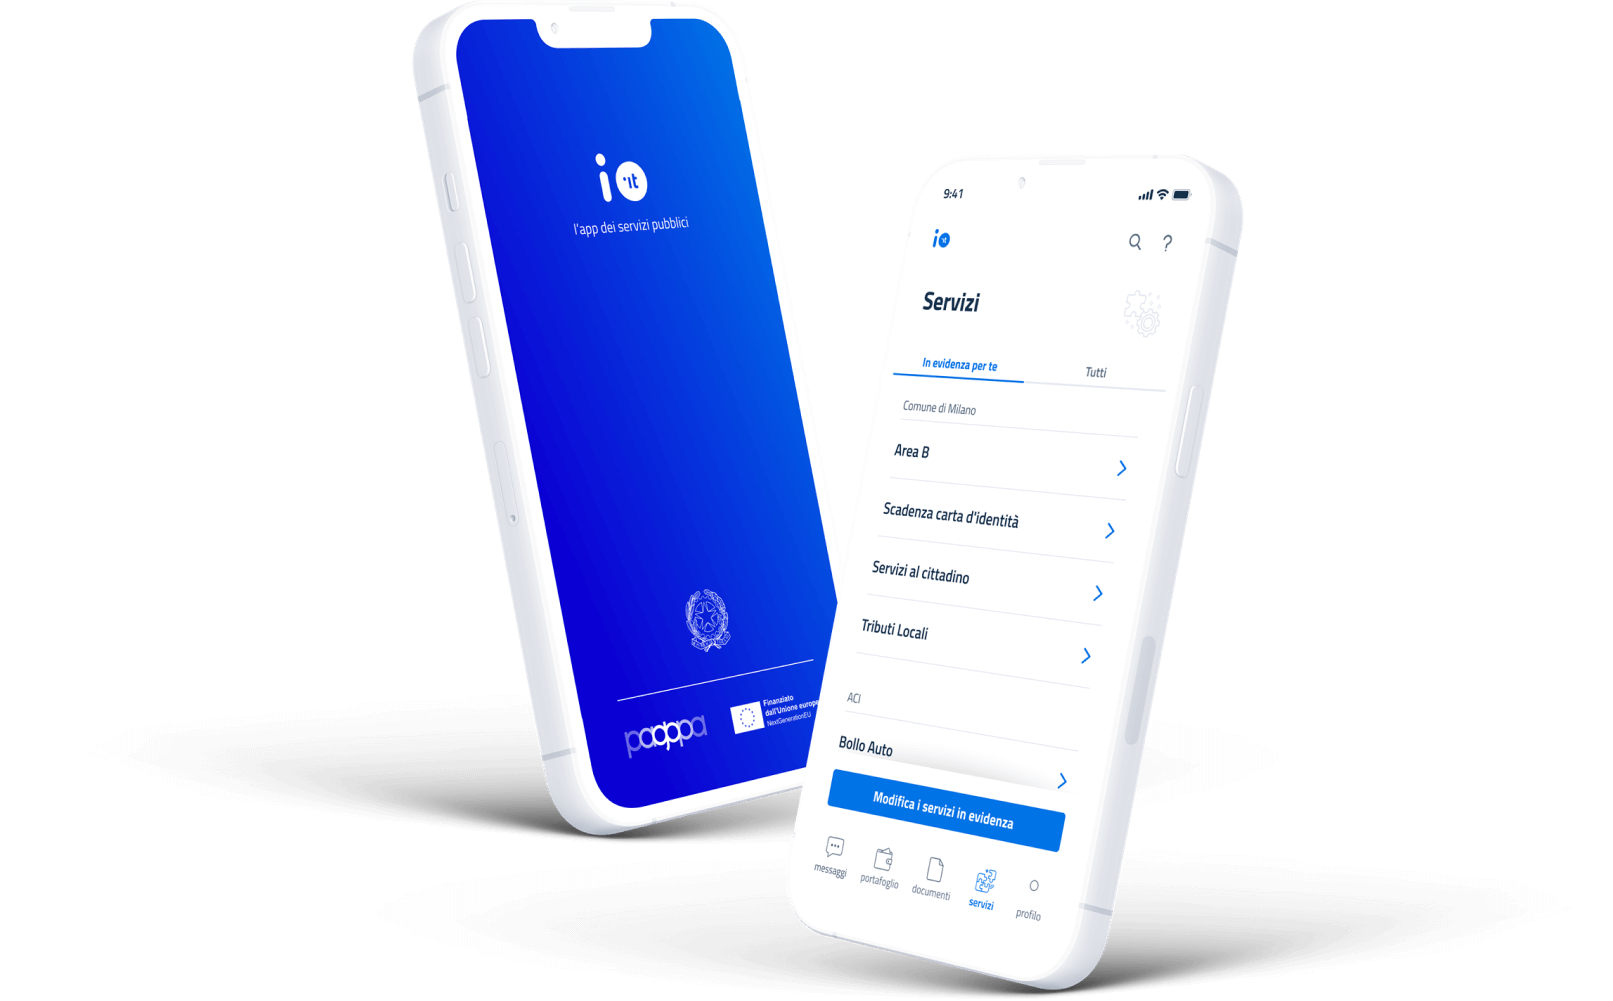 io
it
l'app dei servizi pubblici
pagopa
Finanziato
dall'Unione europe
NextGenerationEU
9:41
io
it
?
Servizi
In evidenza per te
Tutti
Comune di Milano
Area B
Scadenza carta d'identità
Servizi al cittadino
Tributi Locali
ACI
Bollo Auto
Modifica i servizi in evidenza
messaggi
portafoglio
documenti
servizi
profilo